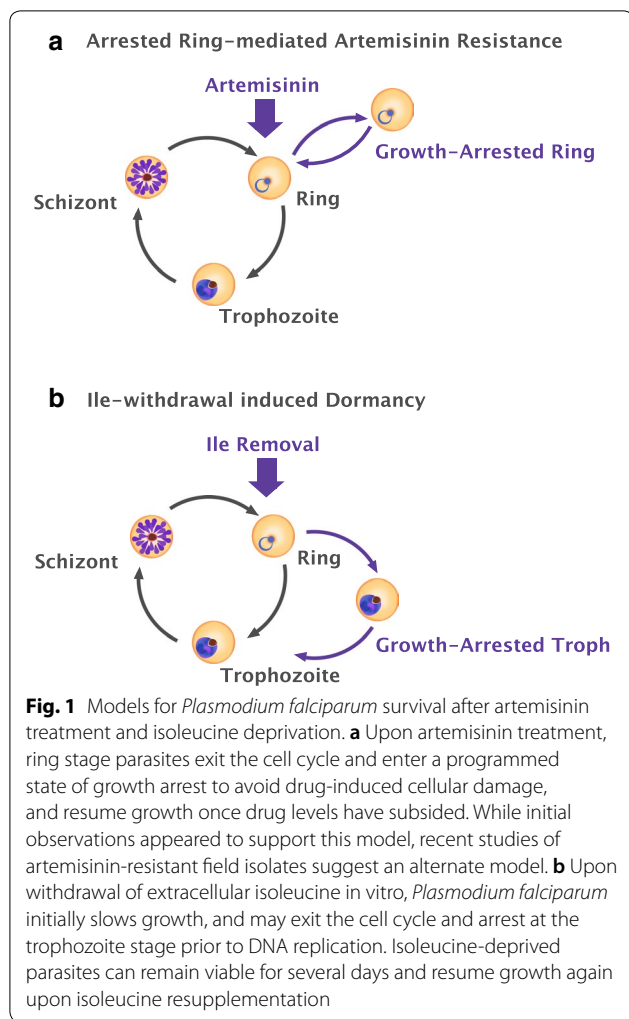 a Arrested Ring-mediated Artemisinin Resistance
Artemisinin
Growth-Arrested Ring
Schizont
Ring
Trophozoite
b Ile-withdrawal induced Dormancy
Ile Removal
Schizont
Ring
Growth-Arrested Troph
Trophozoite
Fig. 1 Models for Plasmodium falciparum survival after artemisinin
treatment and isoleucine deprivation. a Upon artemisinin treatment,
ring stage parasites exit the cell cycle and enter a programmed
state of growth arrest to avoid drug-induced cellular damage,
and resume growth once drug levels have subsided. While initial
observations appeared to support this model, recent studies of
artemisinin-resistant field isolates suggest an alternate model. b Upon
withdrawal of extracellular isoleucine in vitro, Plasmodium falciparum
initially slows growth, and may exit the cell cycle and arrest at the
trophozoite stage prior to DNA replication. Isoleucine-deprived
parasites can remain viable for several days and resume growth again
upon isoleucine resupplementation